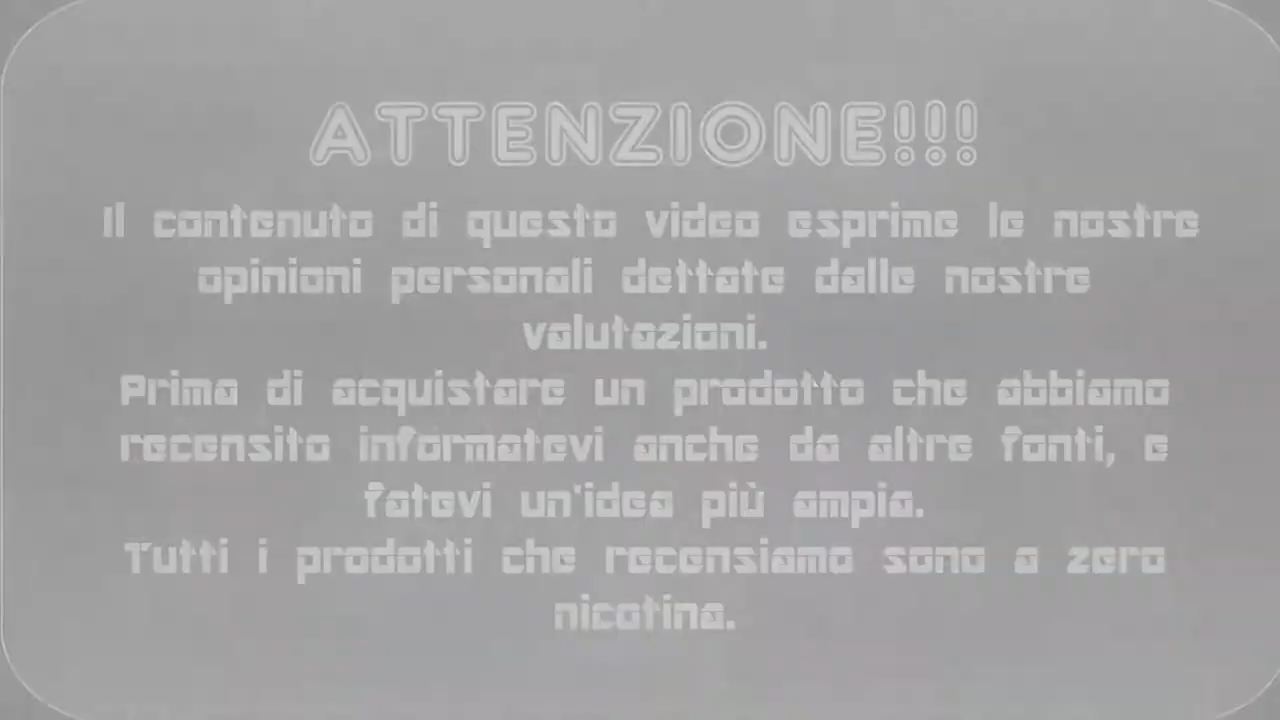 ATTENZIONE!!!
Il contenuto di questo video esprime le nostre
opinioni personali dettate dalle nostre
valutazioni.
Prima di acquistare un prodotto che abbiamo
recensito informatevi anche da altre fonti, e
fatevi un'idea più ampia.
Tutti i prodotti che recensiamo sono a zero
nicotina.